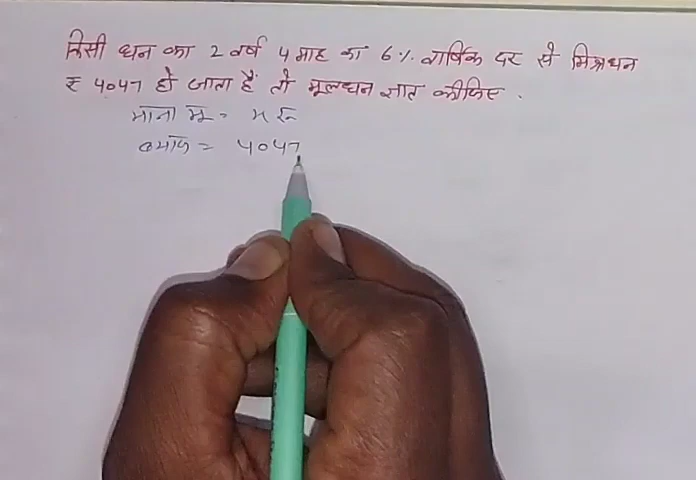 किसी धन का 2 वर्ष 4 माह का 6% वार्षिक दर से मिश्रधन
₹ 4047 हो जाता है तो मूलधन ज्ञात कीजिए .
माना मू = x रू
ब्याज = 4047